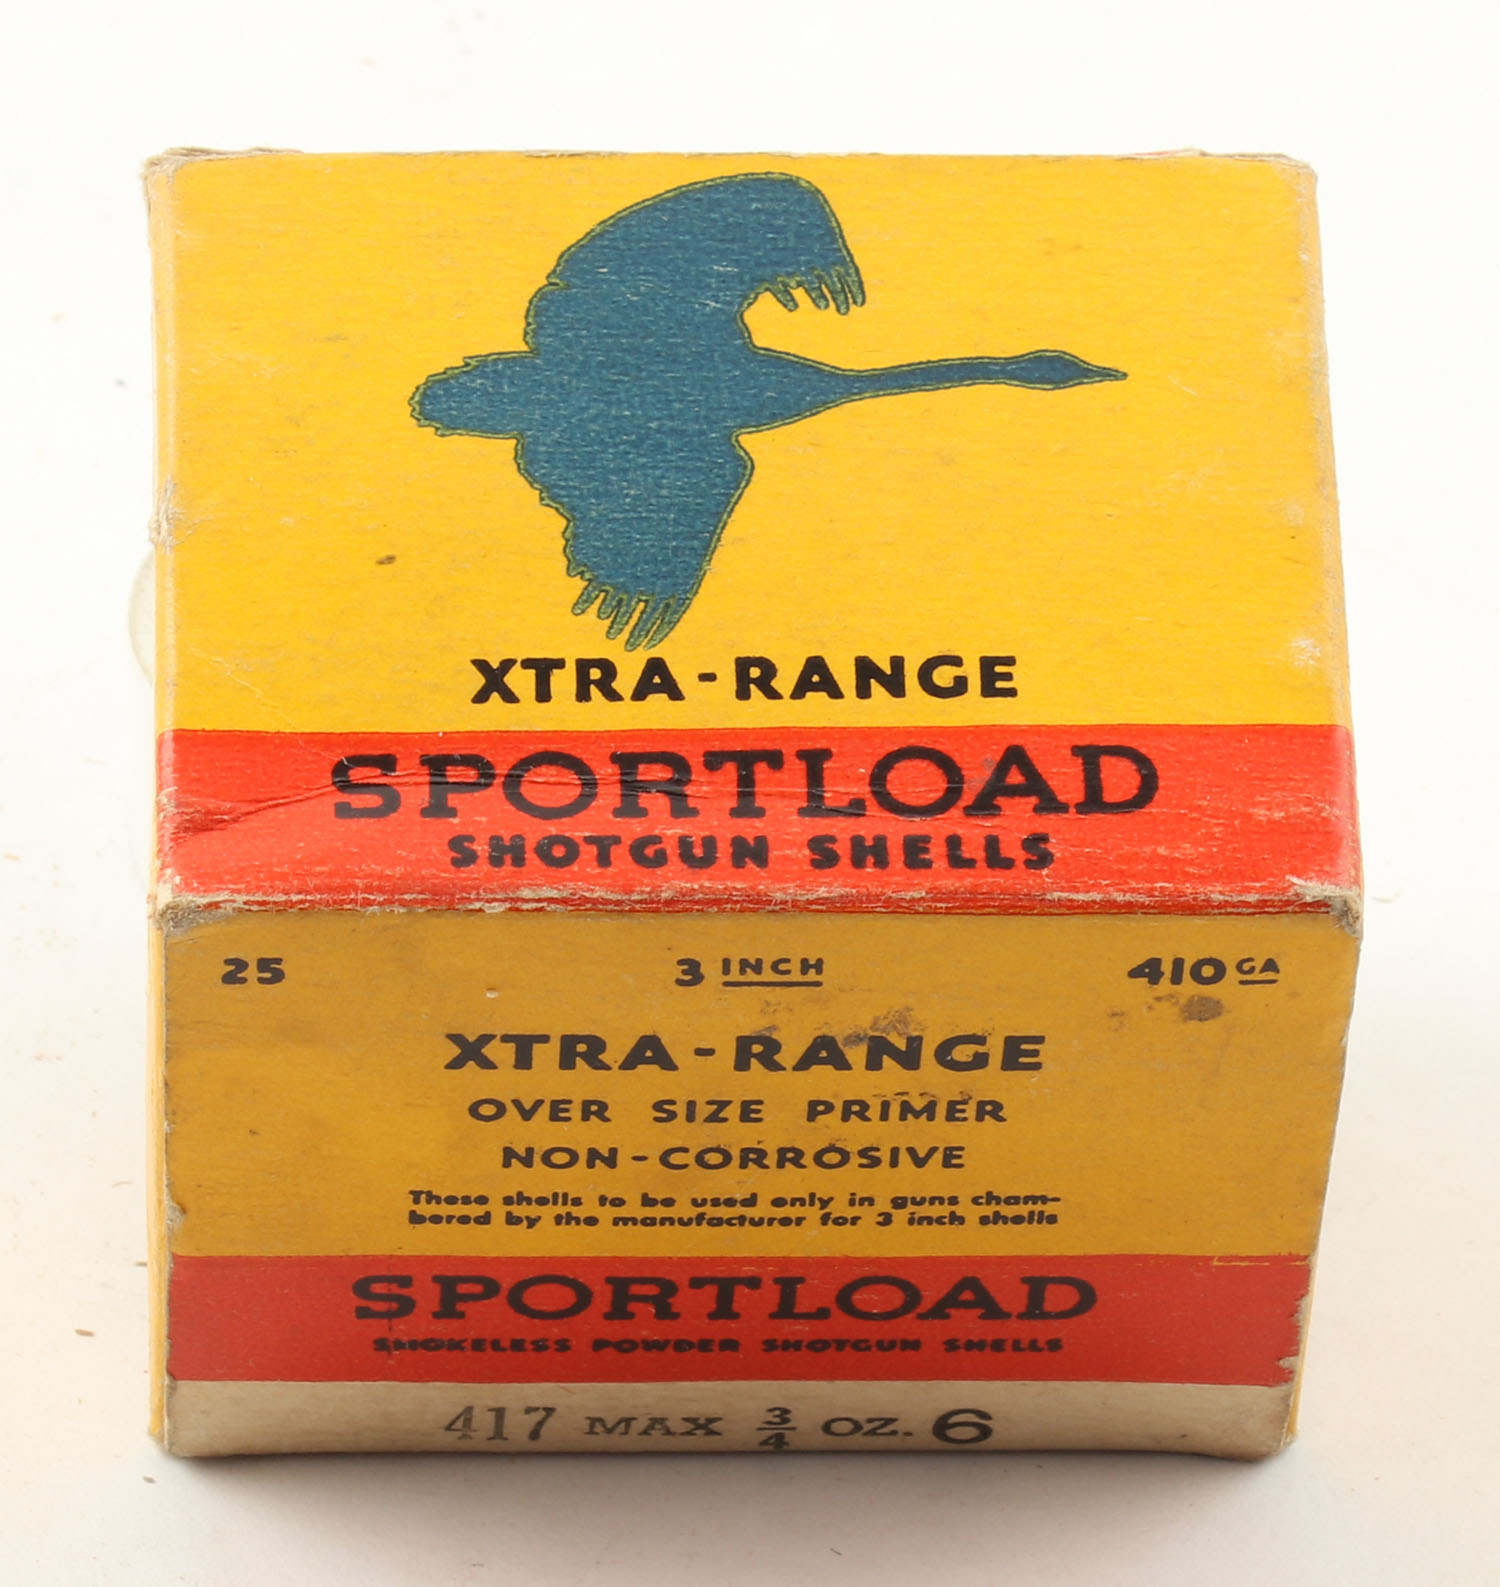 XTRA-RANGE
SPORTLOAD
SHOTGUN SHELLS
25 3 INCH 410 GA
XTRA-RANGE
OVER SIZE PRIMER
NON-CORROSIVE
These shells to be used only in guns cham-
bered by the manufacturer for 3 inch shells
SPORTLOAD
SMOKELESS POWDER SHOTGUN SHELLS
417 MAX 3/4 OZ. 6